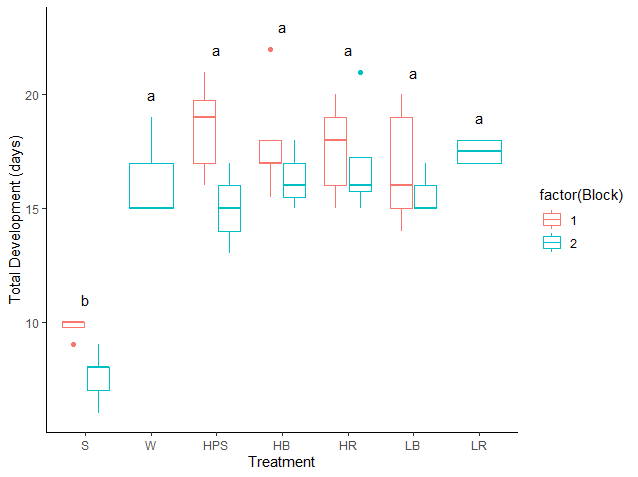 a
a
a
a
a
a
b
20
15
10
Total Development (days)
S W HPS HB HR LB LR
Treatment
factor(Block)
1
2